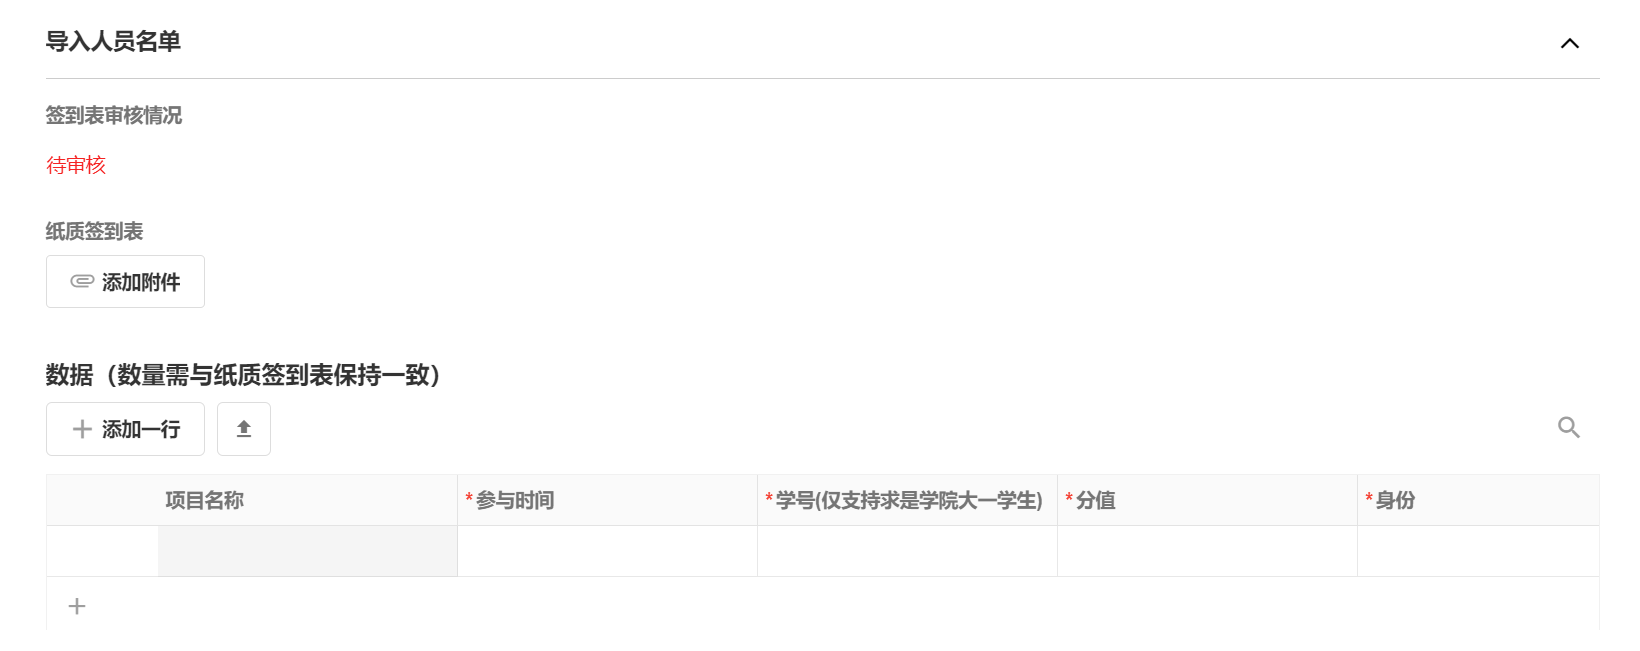 导入人员名单
签到表审核情况
待审核
纸质签到表
添加附件
数据（数量需与纸质签到表保持一致）
添加一行
项目名称 *参与时间 *学号(仅支持求是学院大一学生) *分值 *身份